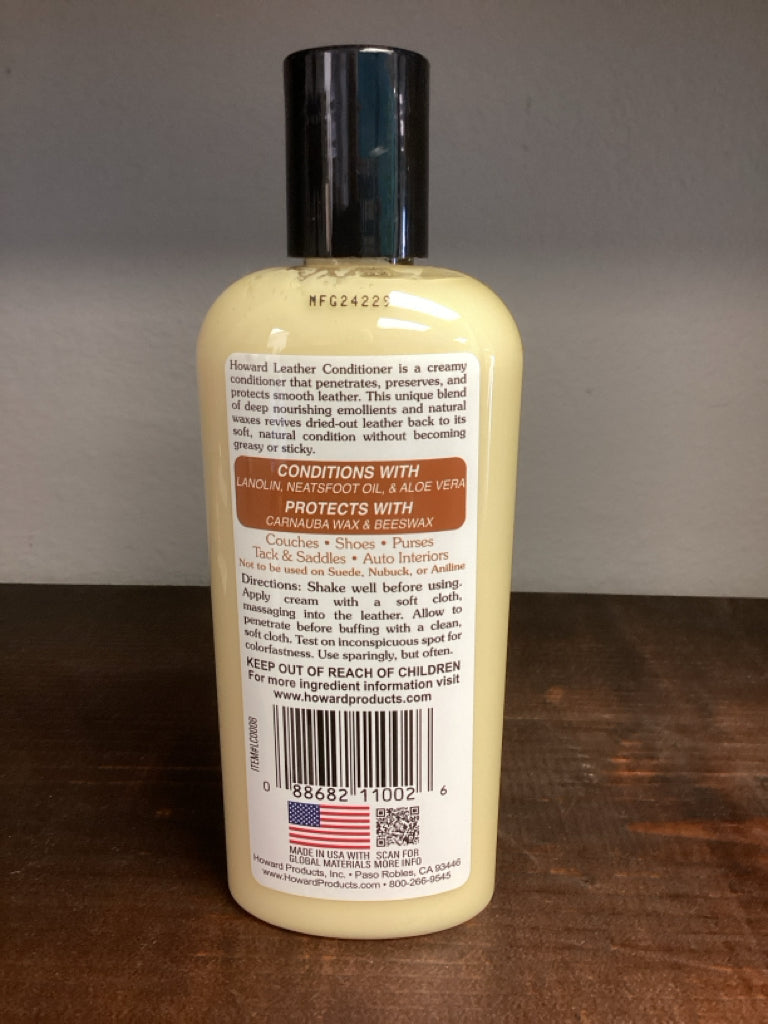 MFG24229
Howard Leather Conditioner is a creamy
conditioner that penetrates, preserves, and
protects smooth leather. This unique blend
of deep nourishing emollients and natural
waxes revives dried-out leather back to its
soft, natural condition without becoming
greasy or sticky.
CONDITIONS WITH
LANOLIN, NEATSFOOT OIL, & ALOE VERA
PROTECTS WITH
CARNAUBA WAX & BEESWAX
Couches • Shoes • Purses
Tack & Saddles • Auto Interiors
Not to be used on Suede, Nubuck, or Aniline
Directions: Shake well before using.
Apply cream with a soft cloth,
massaging into the leather. Allow to
penetrate before buffing with a clean,
soft cloth. Test on inconspicuous spot for
colorfastness. Use sparingly, but often.
KEEP OUT OF REACH OF CHILDREN
For more ingredient information visit
www.howardproducts.com
ITEM#LC0008
0 88682 11002 6
MADE IN USA WITH
GLOBAL MATERIALS
SCAN FOR
MORE INFO
Howard Products, Inc. • Paso Robles, CA 93446
www.HowardProducts.com • 800-266-9545